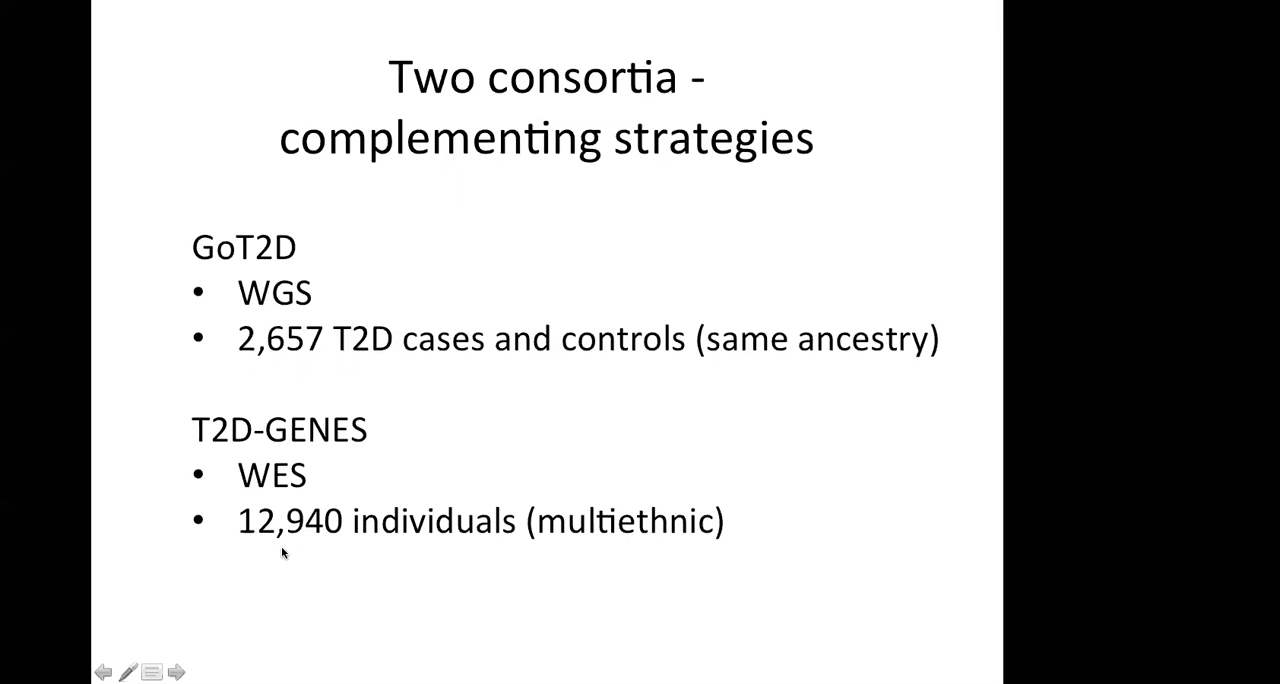 Two consortia -
complementing strategies
GoT2D
• WGS
• 2,657 T2D cases and controls (same ancestry)
T2D-GENES
• WES
• 12,940 individuals (multiethnic)